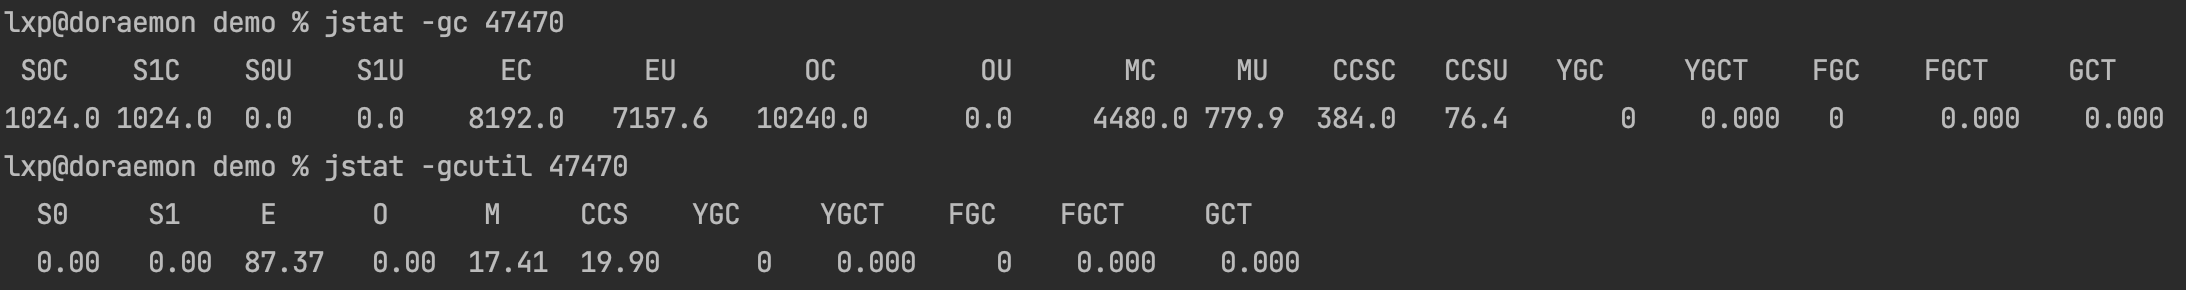 lxp@doraemon demo % jstat -gc 47470
S0C S1C S0U S1U EC EU OC OU MC MU CCSC CCSU YGC YGCT FGC FGCT GCT
1024.0 1024.0 0.0 0.0 8192.0 7157.6 10240.0 0.0 4480.0 779.9 384.0 76.4 0 0.000 0 0.000 0.000
lxp@doraemon demo % jstat -gcutil 47470
S0 S1 E O M CCS YGC YGCT FGC FGCT GCT
0.00 0.00 87.37 0.00 17.41 19.90 0 0.000 0 0.000 0.000